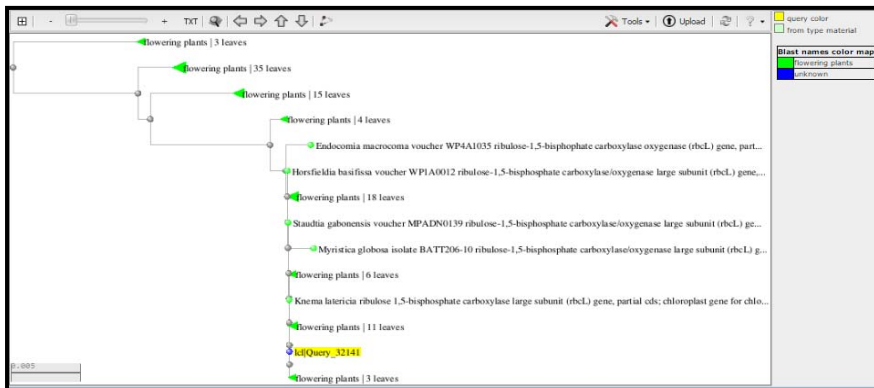 - + TXT Tools Upload ?
query color
from type material
Blast names color map
flowering plants
unknown
flowering plants | 3 leaves
flowering plants | 35 leaves
flowering plants | 15 leaves
flowering plants | 4 leaves
Endocomia macrocoma voucher WP4A1035 ribulose-1,5-bisphophate carboxylase oxygenase (rbcL) gene, part...
Horsfieldia basifissa voucher WP1A0012 ribulose-1,5-bisphosphate carboxylase/oxygenase large subunit (rbcL) gene,...
flowering plants | 18 leaves
Staudtia gabonensis voucher MPADN0139 ribulose-1,5-bisphosphate carboxylase/oxygenase large subunit (rbcL) ge...
Myristica globosa isolate BATT206-10 ribulose-1,5-bisphosphate carboxylase/oxygenase large subunit (rbcL) g...
flowering plants | 6 leaves
Knema latericia ribulose 1,5-bisphosphate carboxylase large subunit (rbcL) gene, partial cds; chloroplast gene for chlo...
flowering plants | 11 leaves
lcl|Query_32141
flowering plants | 3 leaves
0.005